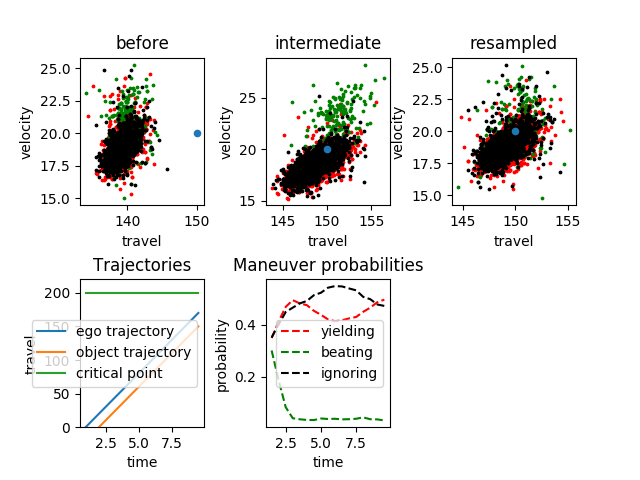 before
intermediate
resampled
25.0
22.5
20.0
17.5
15.0
velocity
140
150
travel
25
20
15
velocity
145
150
155
travel
25.0
22.5
20.0
17.5
15.0
velocity
145
150
155
travel
Trajectories
Maneuver probabilities
200
150
100
50
0
travel
ego trajectory
object trajectory
critical point
2.5
5.0
7.5
time
0.4
0.2
probability
yielding
beating
ignoring
2.5
5.0
7.5
time